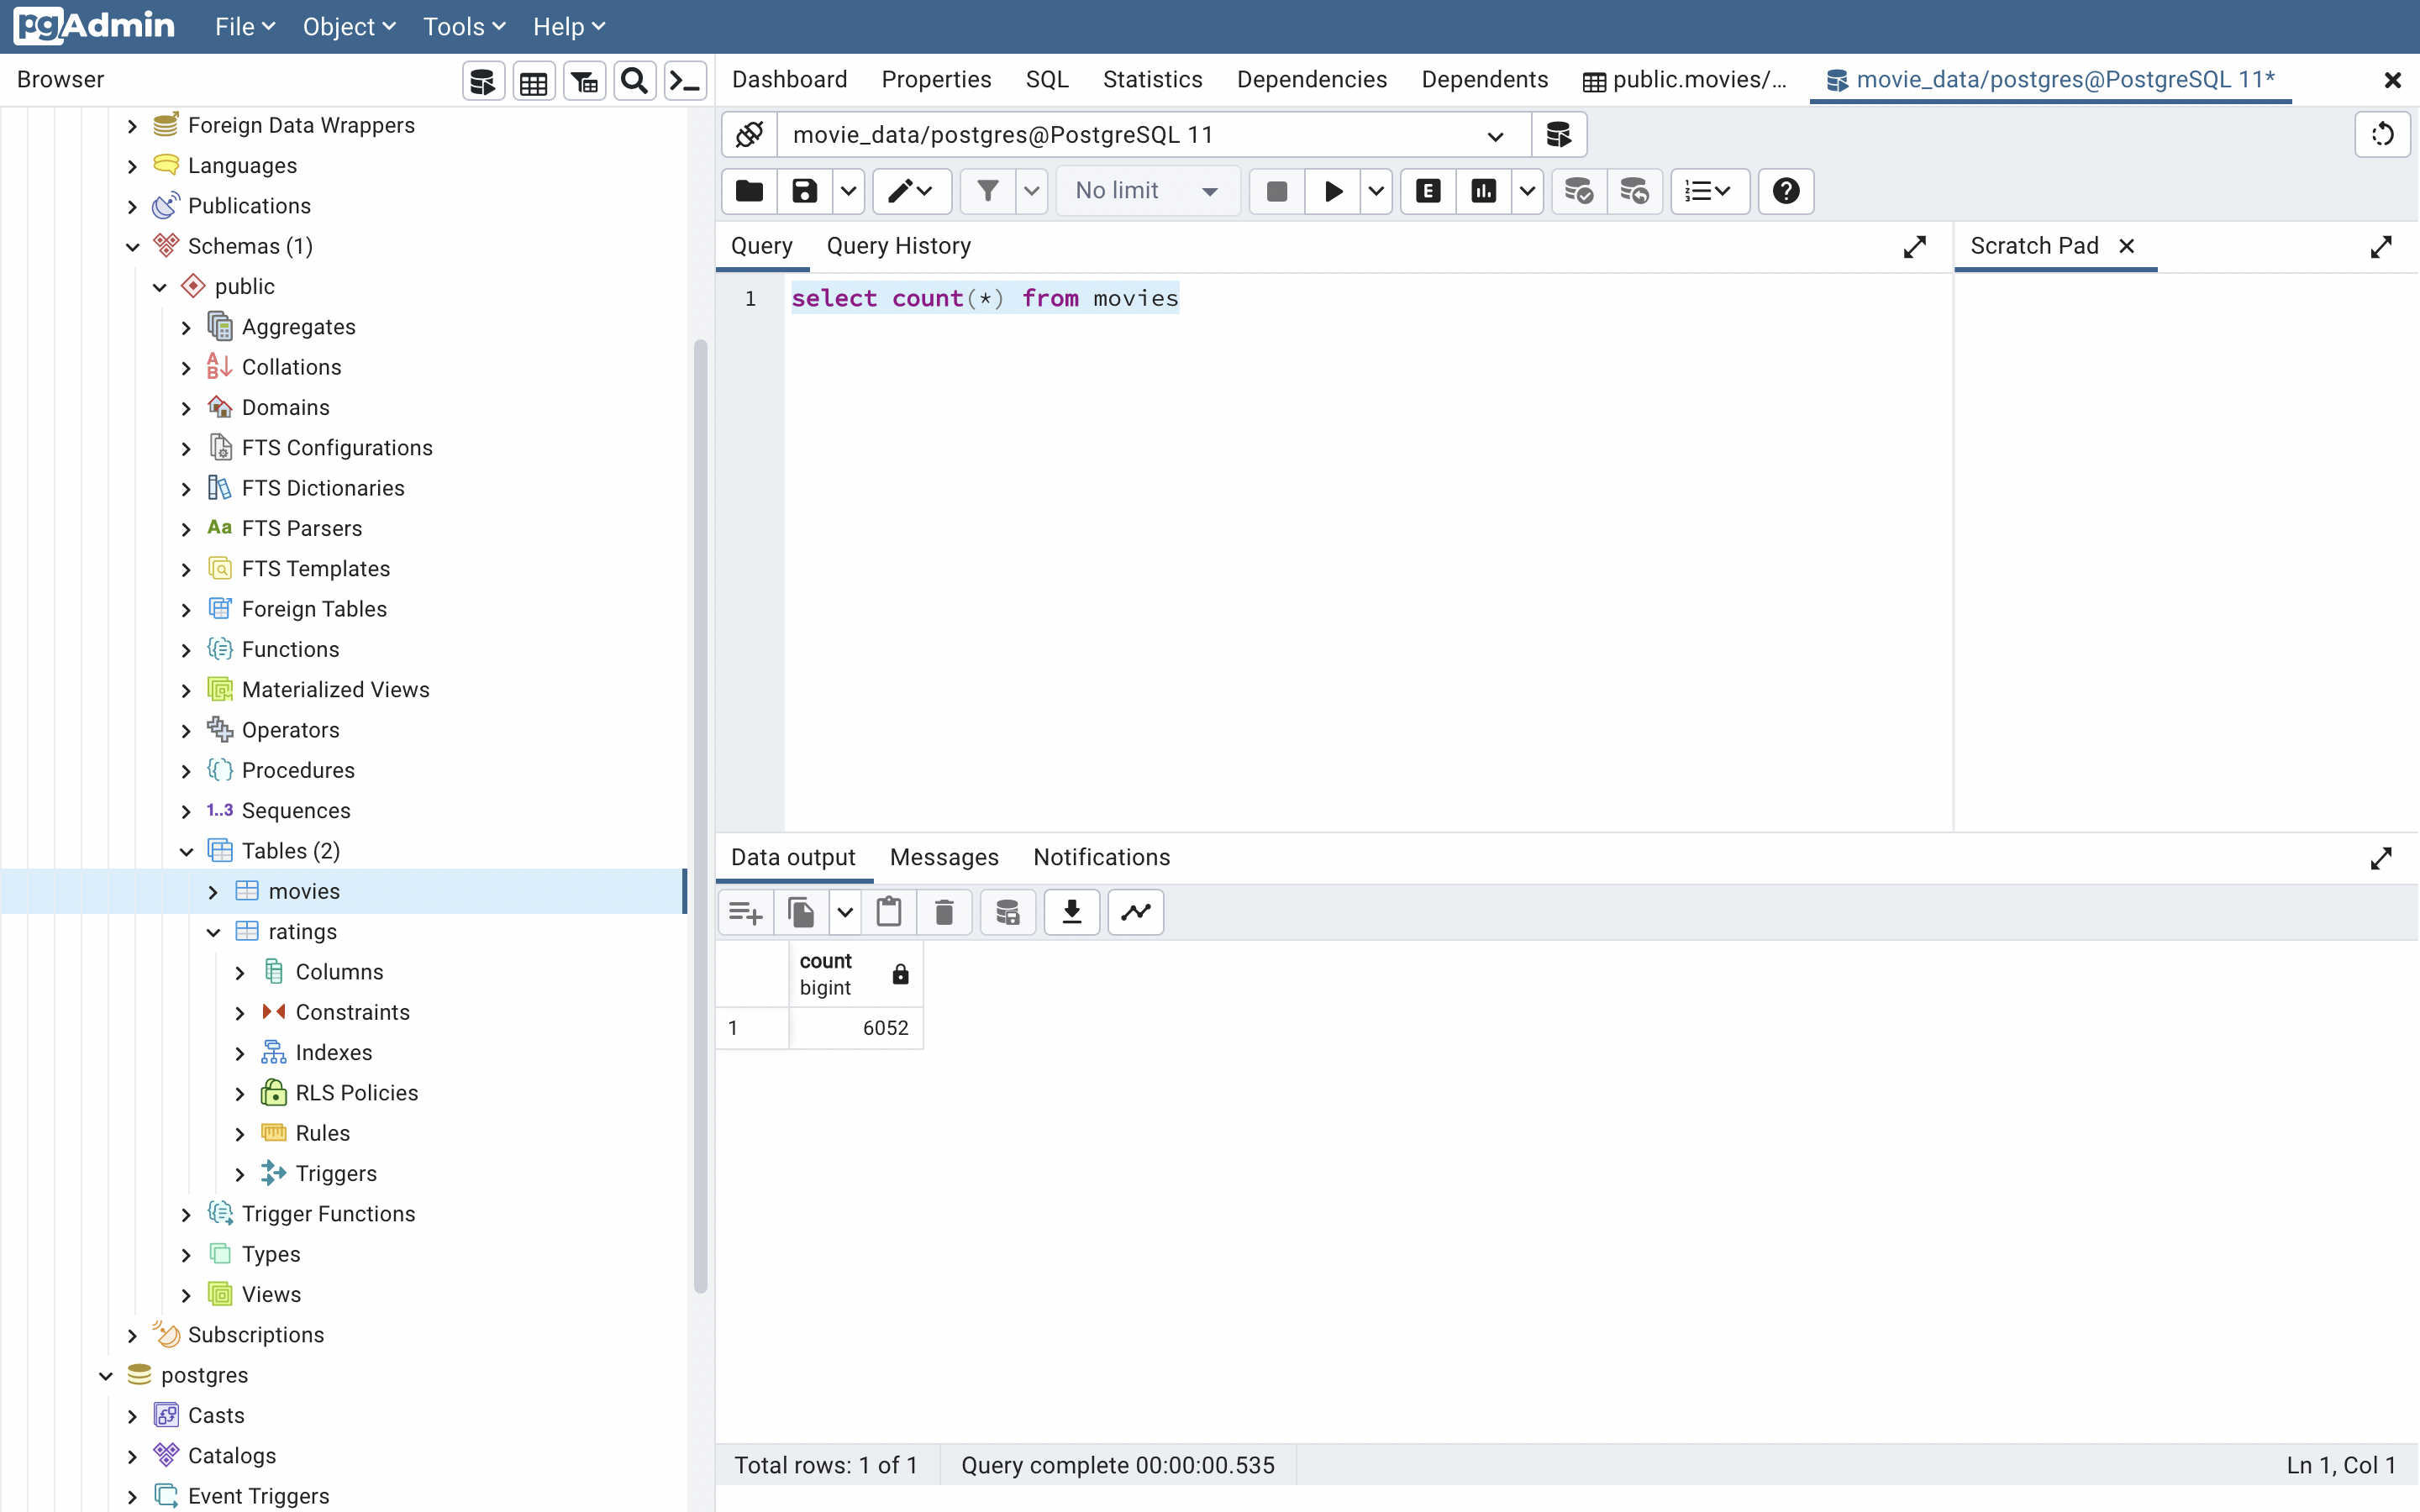 pgAdmin File Object Tools Help
Browser
Dashboard Properties SQL Statistics Dependencies Dependents public.movies/... movie_data/postgres@PostgreSQL 11*
Foreign Data Wrappers
Languages
Publications
Schemas (1)
public
Aggregates
Collations
Domains
FTS Configurations
FTS Dictionaries
Aa FTS Parsers
FTS Templates
Foreign Tables
Functions
Materialized Views
Operators
Procedures
1..3 Sequences
Tables (2)
movies
ratings
Columns
Constraints
Indexes
RLS Policies
Rules
Triggers
Trigger Functions
Types
Views
Subscriptions
postgres
Casts
Catalogs
Event Triggers
movie_data/postgres@PostgreSQL 11
No limit E
Query Query History
Scratch Pad
1 select count(*) from movies
Data output Messages Notifications
count
bigint
1 6052
Total rows: 1 of 1 Query complete 00:00:00.535 Ln 1, Col 1